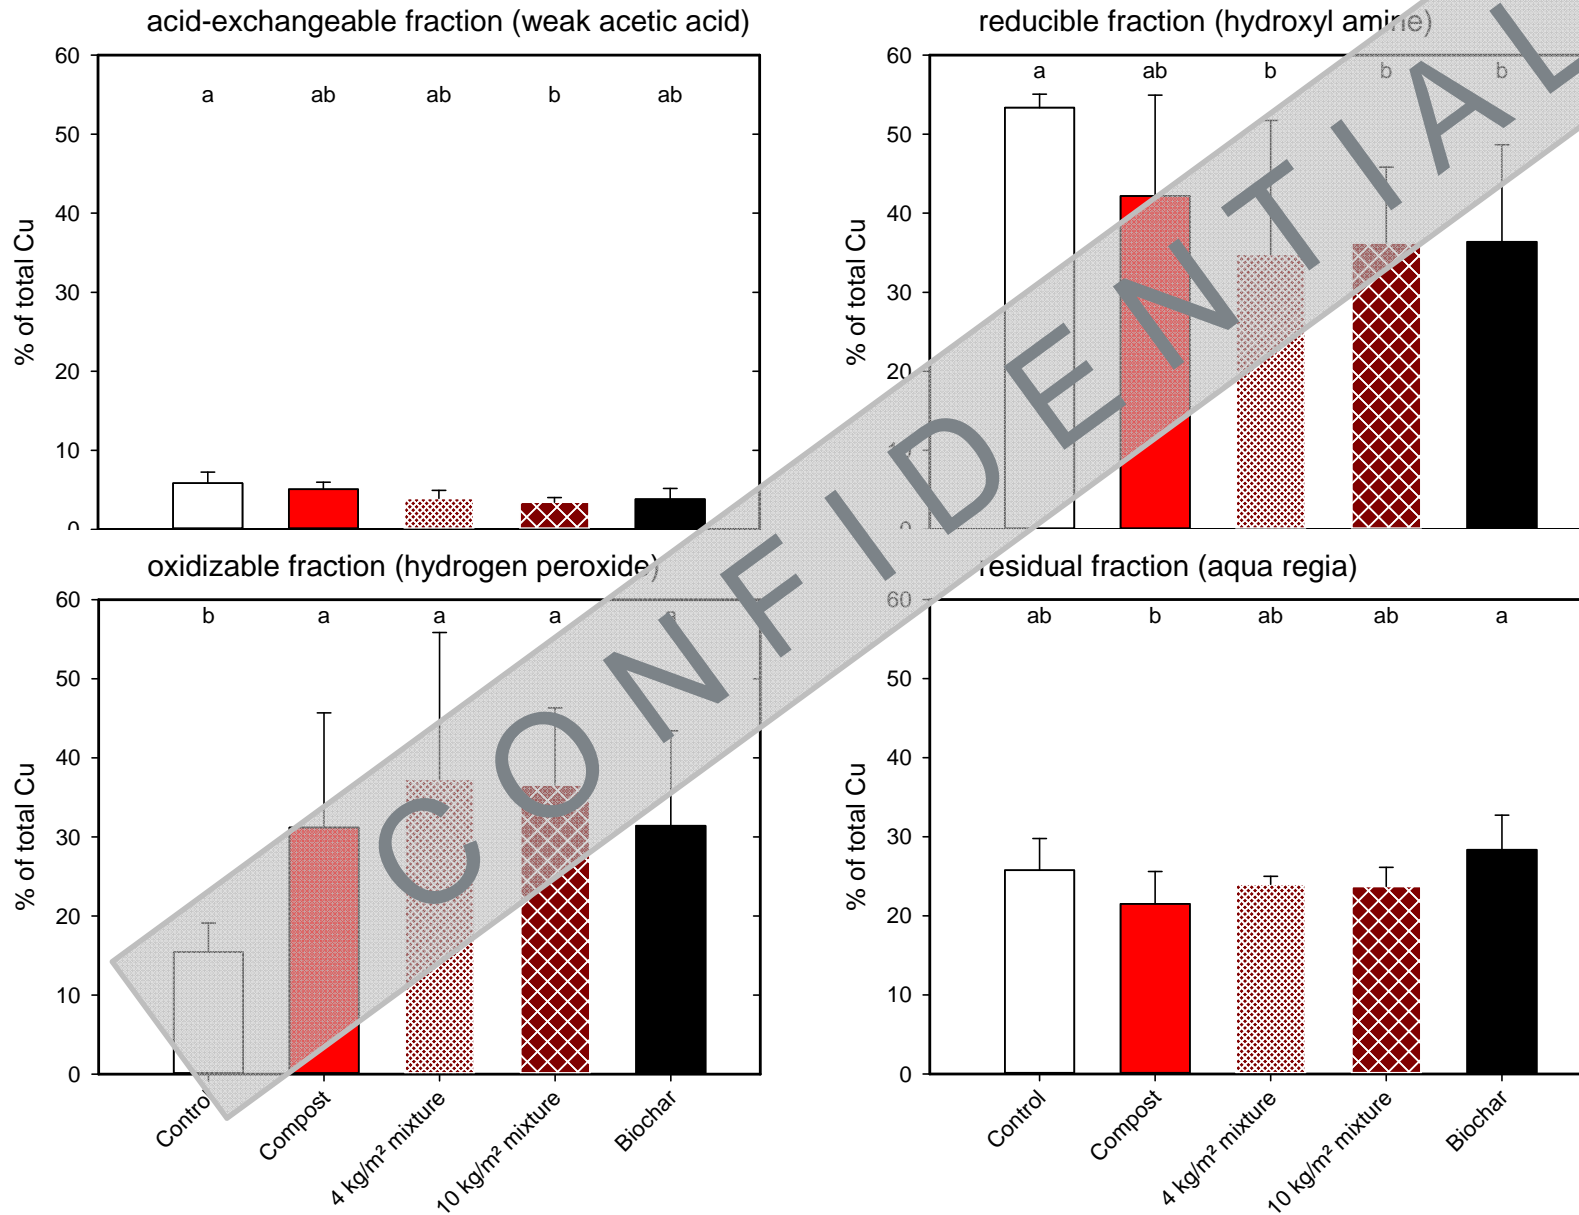 acid-exchangeable fraction (weak acetic acid)
60
50
40
30
20
10
0
% of total Cu
a ab ab b ab
reducible fraction (hydroxyl amine)
60
50
40
30
20
10
0
% of total Cu
a ab b b b
oxidizable fraction (hydrogen peroxide)
60
50
40
30
20
10
0
% of total Cu
b a a a a
Control
Compost
4 kg/m² mixture
10 kg/m² mixture
Biochar
residual fraction (aqua regia)
60
50
40
30
20
10
0
% of total Cu
ab b ab ab a
Control
Compost
4 kg/m² mixture
10 kg/m² mixture
Biochar
CONFIDENTIAL